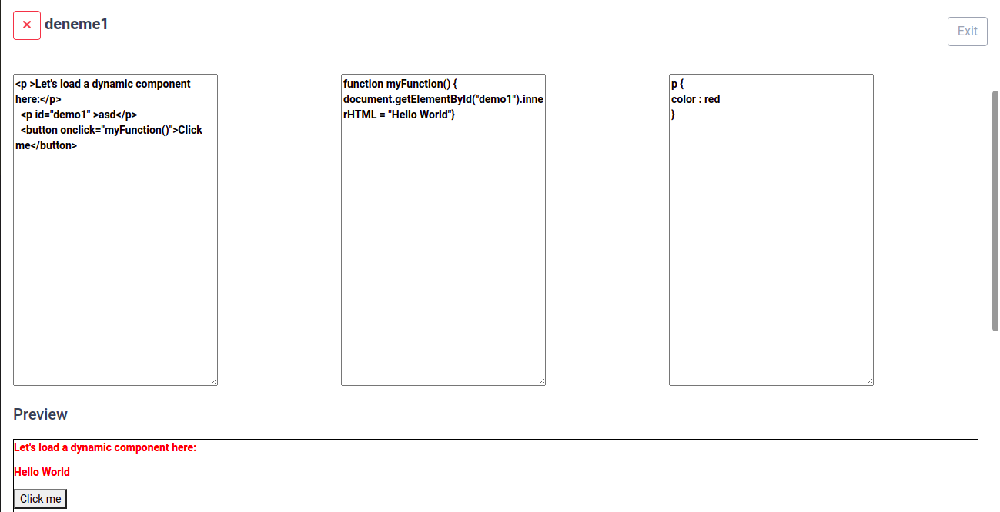 × deneme1
Exit
<p >Let's load a dynamic component
here:</p>
<p id="demo1" >asd</p>
<button onclick="myFunction()">Click
me</button>
function myFunction() {
document.getElementById("demo1").inne
rHTML = "Hello World"}
p {
color : red
}
Preview
Let's load a dynamic component here:
Hello World
Click me